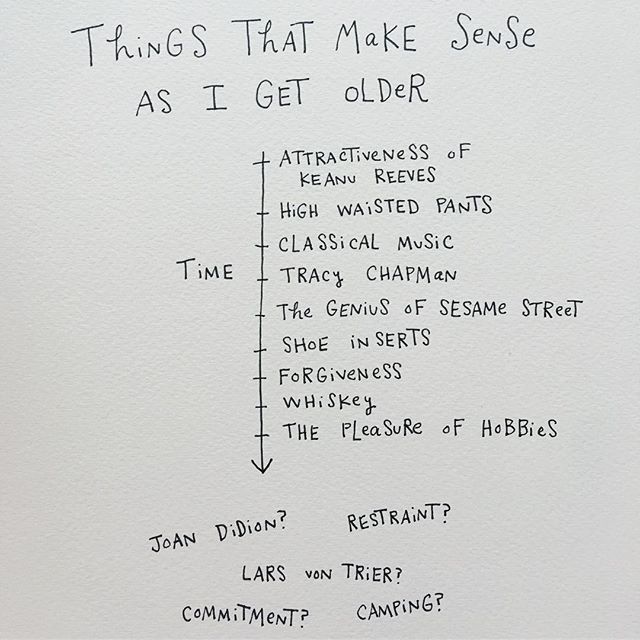 THINGS THAT MAKE SENSE
AS I GET OLDER
ATTRACTIVENESS OF
KEANU REEVES
HIGH WAISTED PANTS
CLASSICAL MUSIC
TIME
TRACY CHAPMAN
THE GENIUS OF SESAME STREET
SHOE INSERTS
FORGIVENESS
WHISKEY
THE PLEASURE OF HOBBIES
JOAN DIDION?
RESTRAINT?
LARS VON TRIER?
COMMITMENT?
CAMPING?